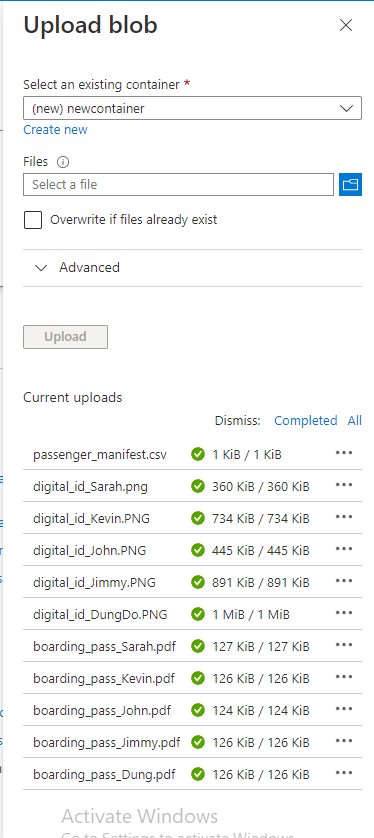 Upload blob
Select an existing container *
(new) newcontainer
Create new
Files
Select a file
Overwrite if files already exist
Advanced
Upload
Current uploads
Dismiss: Completed All
passenger_manifest.csv 1 KiB / 1 KiB
digital_id_Sarah.png 360 KiB / 360 KiB
digital_id_Kevin.PNG 734 KiB / 734 KiB
digital_id_John.PNG 445 KiB / 445 KiB
digital_id_Jimmy.PNG 891 KiB / 891 KiB
digital_id_DungDo.PNG 1 MiB / 1 MiB
boarding_pass_Sarah.pdf 127 KiB / 127 KiB
boarding_pass_Kevin.pdf 126 KiB / 126 KiB
boarding_pass_John.pdf 124 KiB / 124 KiB
boarding_pass_Jimmy.pdf 126 KiB / 126 KiB
boarding_pass_Dung.pdf 126 KiB / 126 KiB
Activate Windows
Go to Settings to activate Windows